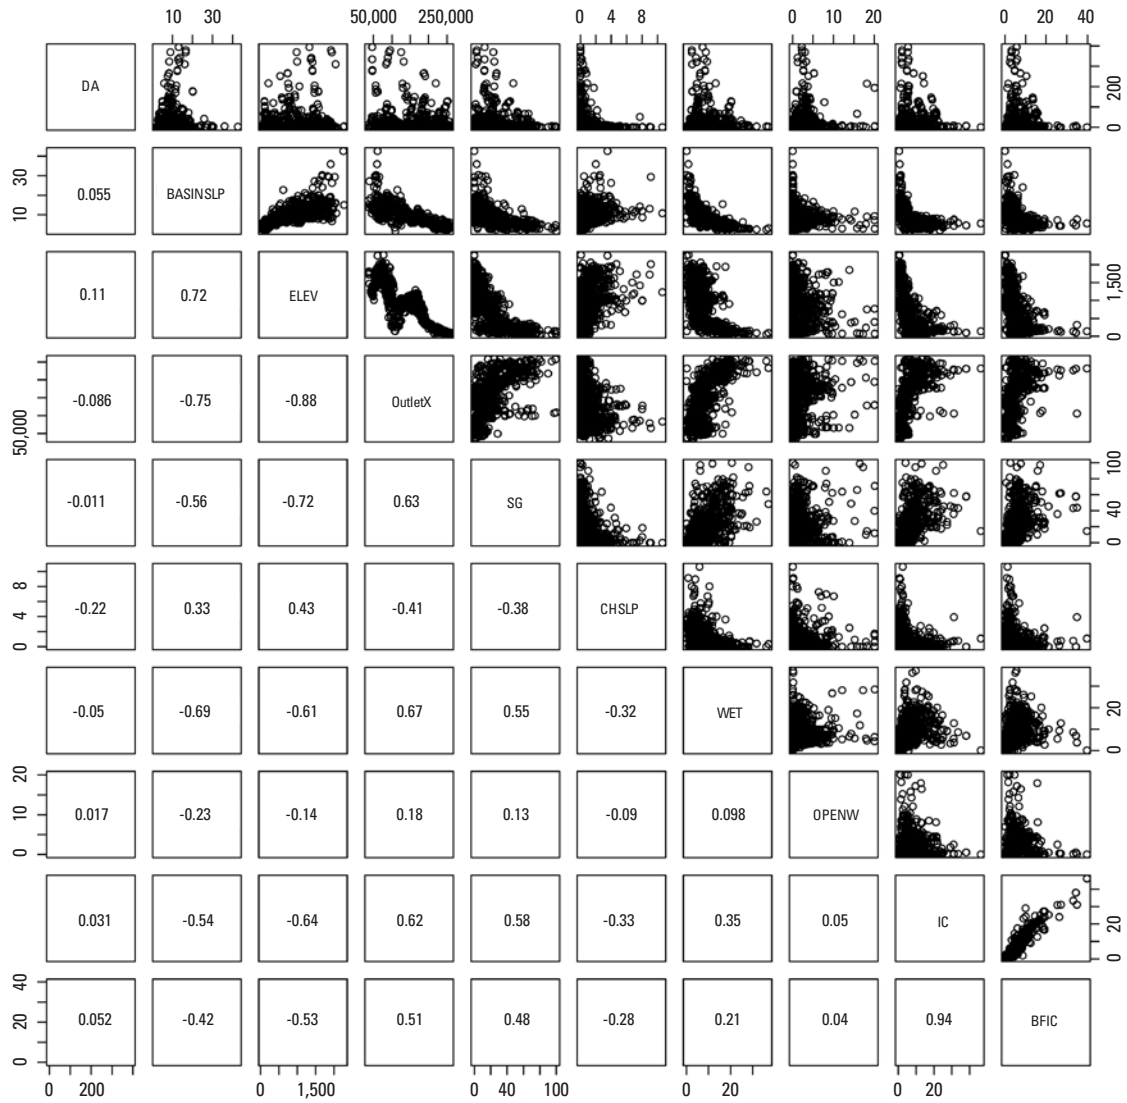 10 30 50,000 250,000 0 4 8 0 10 20 0 20 40
DA 0 200
10 30 0.055 BASINSLP
0.11 0.72 ELEV 0 1,500
50,000 -0.086 -0.75 -0.88 OutletX
-0.011 -0.56 -0.72 0.63 SG 0 40 100
0 4 8 -0.22 0.33 0.43 -0.41 -0.38 CHSLP
-0.05 -0.69 -0.61 0.67 0.55 -0.32 WET 0 20
0 10 20 0.017 -0.23 -0.14 0.18 0.13 -0.09 0.098 OPENW
0.031 -0.54 -0.64 0.62 0.58 -0.33 0.35 0.05 IC 0 20
0 20 40 0.052 -0.42 -0.53 0.51 0.48 -0.28 0.21 0.04 0.94 BFIC
0 200 0 1,500 0 40 100 0 20 0 20